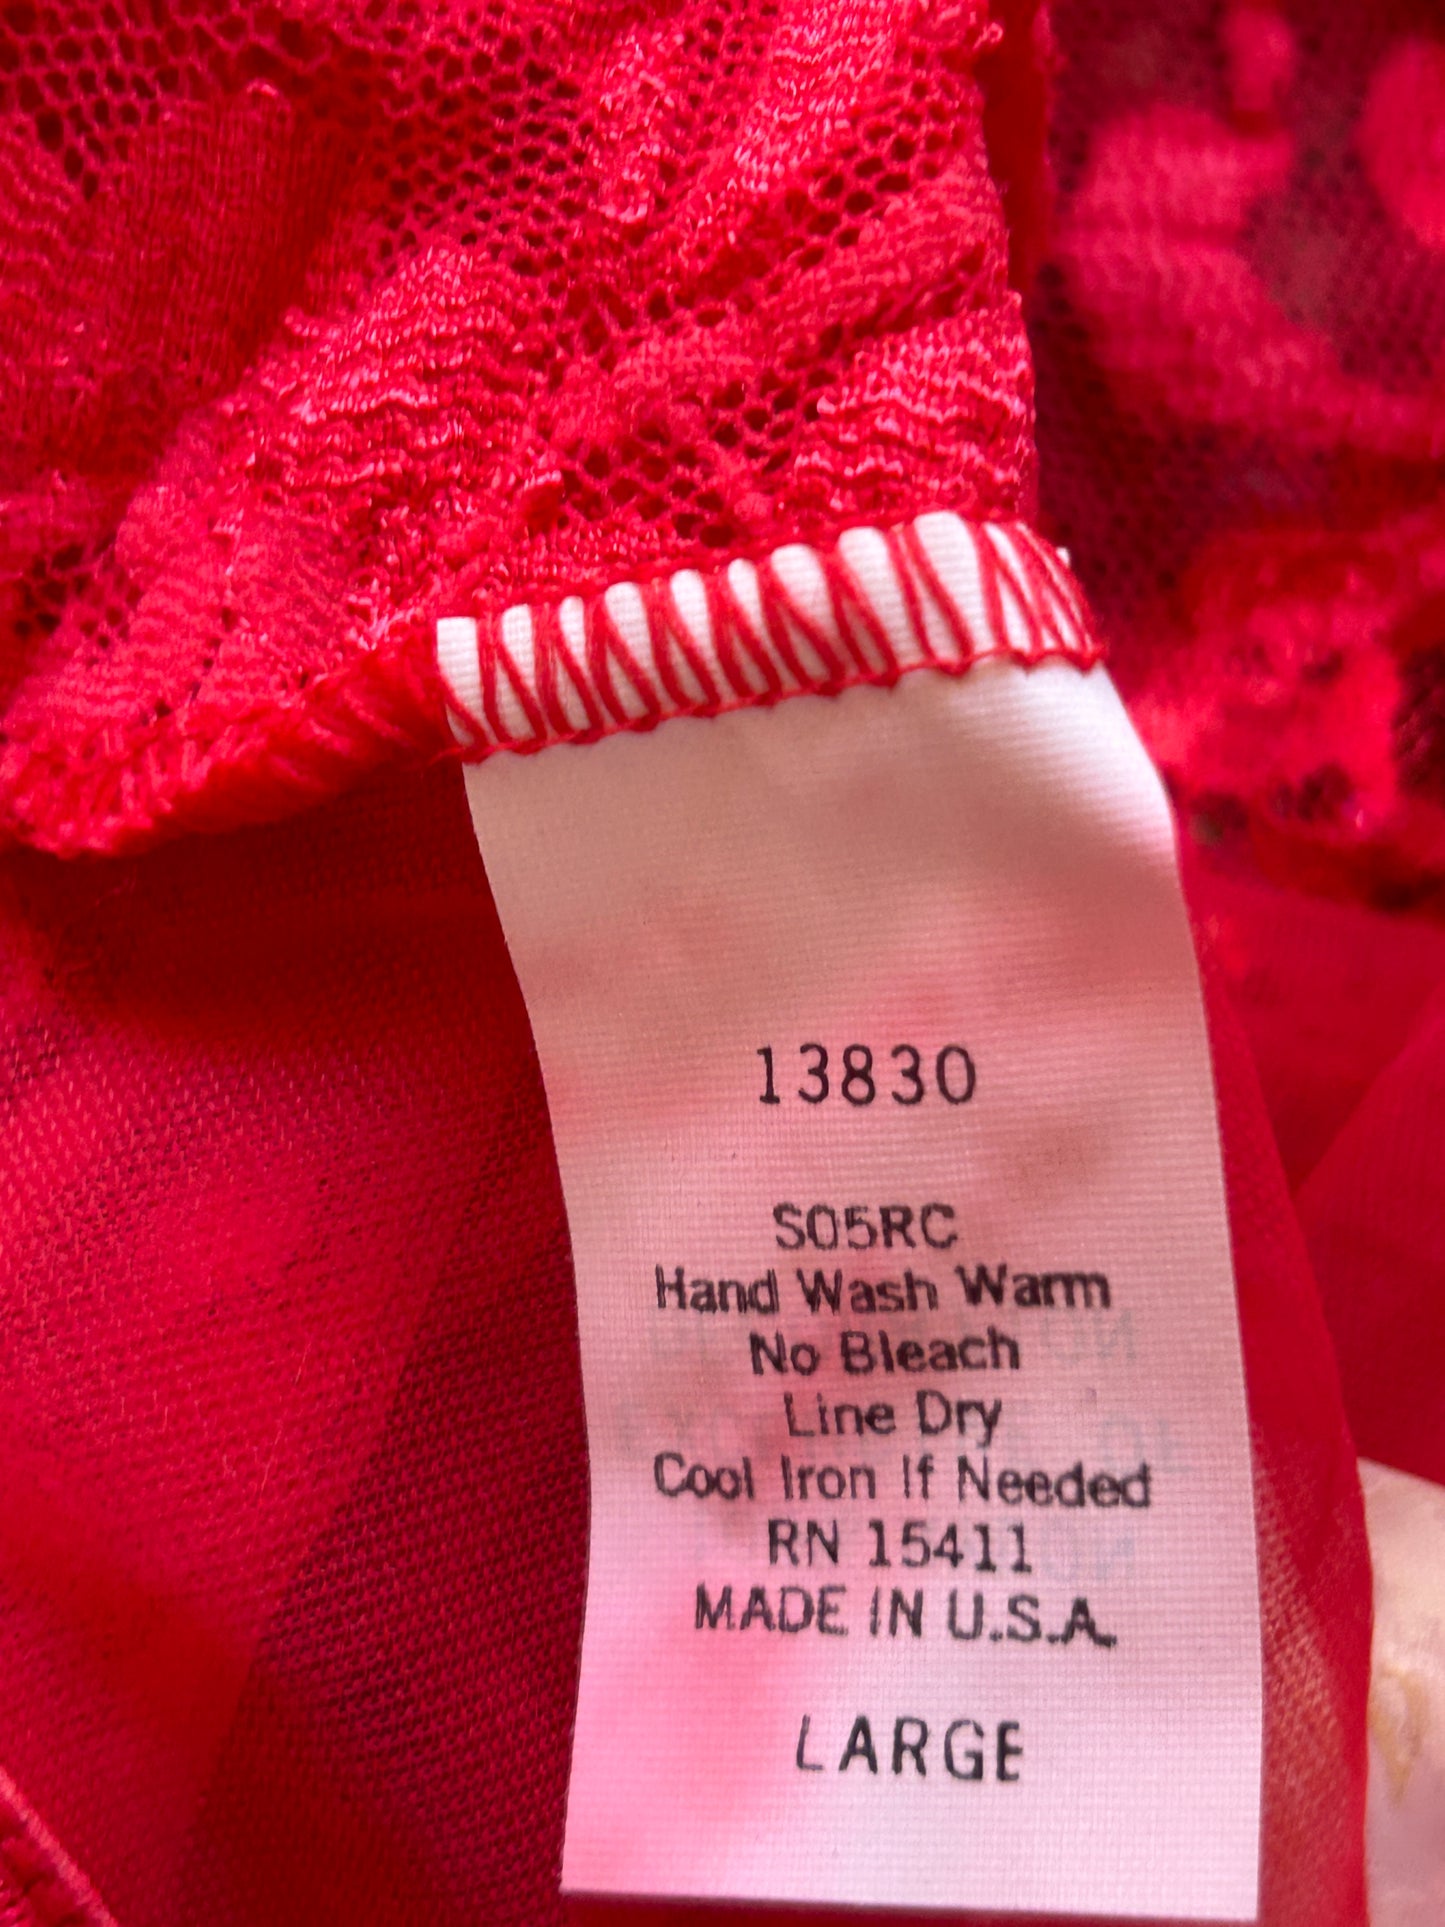 13830
S05RC
Hand Wash Warm
No Bleach
Line Dry
Cool Iron If Needed
RN 15411
MADE IN U.S.A.
LARGE